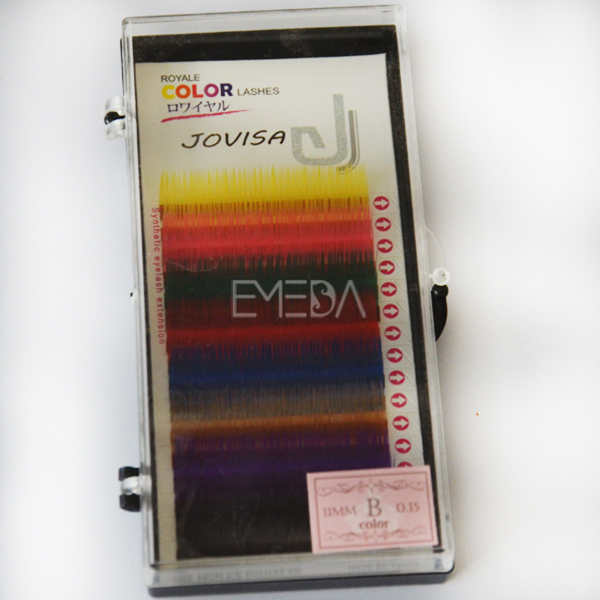 ROYALE
COLOR LASHES
ロワイヤル
JOVISA
J
Synthetic eyelash extension
EMEDA
11MM B 0.15
color